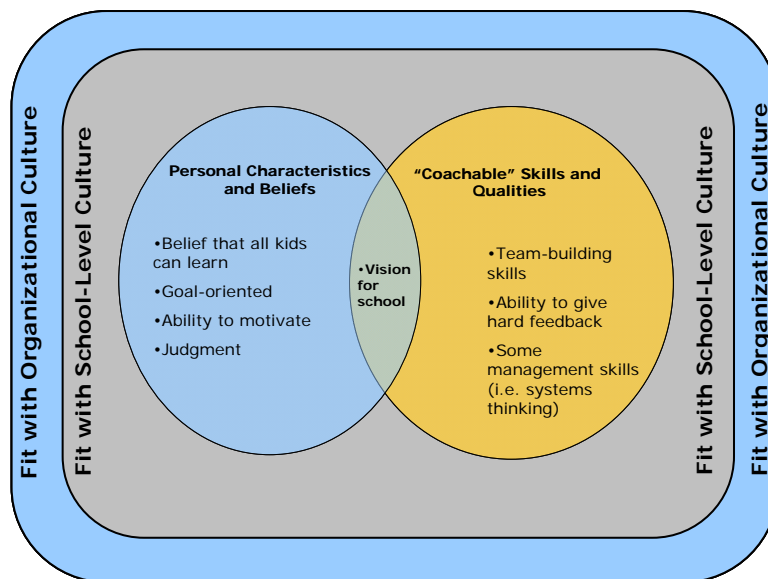 Fit with Organizational Culture
Fit with School-Level Culture
Personal Characteristics
and Beliefs
•Belief that all kids
can learn
•Goal-oriented
•Ability to motivate
•Judgment
•Vision
for
school
“Coachable” Skills and
Qualities
•Team-building
skills
•Ability to give
hard feedback
•Some
management skills
(i.e. systems
thinking)
Fit with School-Level Culture
Fit with Organizational Culture